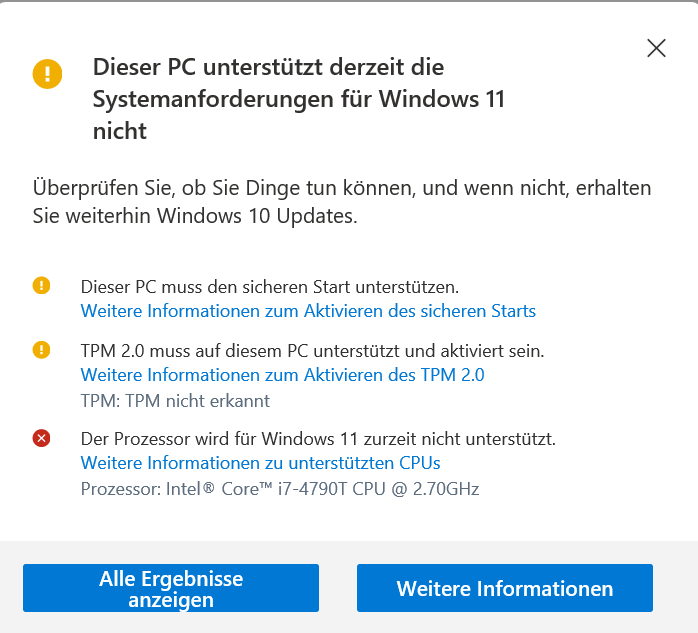 Dieser PC unterstützt derzeit die
Systemanforderungen für Windows 11
nicht
Überprüfen Sie, ob Sie Dinge tun können, und wenn nicht, erhalten
Sie weiterhin Windows 10 Updates.
Dieser PC muss den sicheren Start unterstützen.
Weitere Informationen zum Aktivieren des sicheren Starts
TPM 2.0 muss auf diesem PC unterstützt und aktiviert sein.
Weitere Informationen zum Aktivieren des TPM 2.0
TPM: TPM nicht erkannt
Der Prozessor wird für Windows 11 zurzeit nicht unterstützt.
Weitere Informationen zu unterstützten CPUs
Prozessor: Intel® Core™ i7-4790T CPU @ 2.70GHz
Alle Ergebnisse
anzeigen
Weitere Informationen